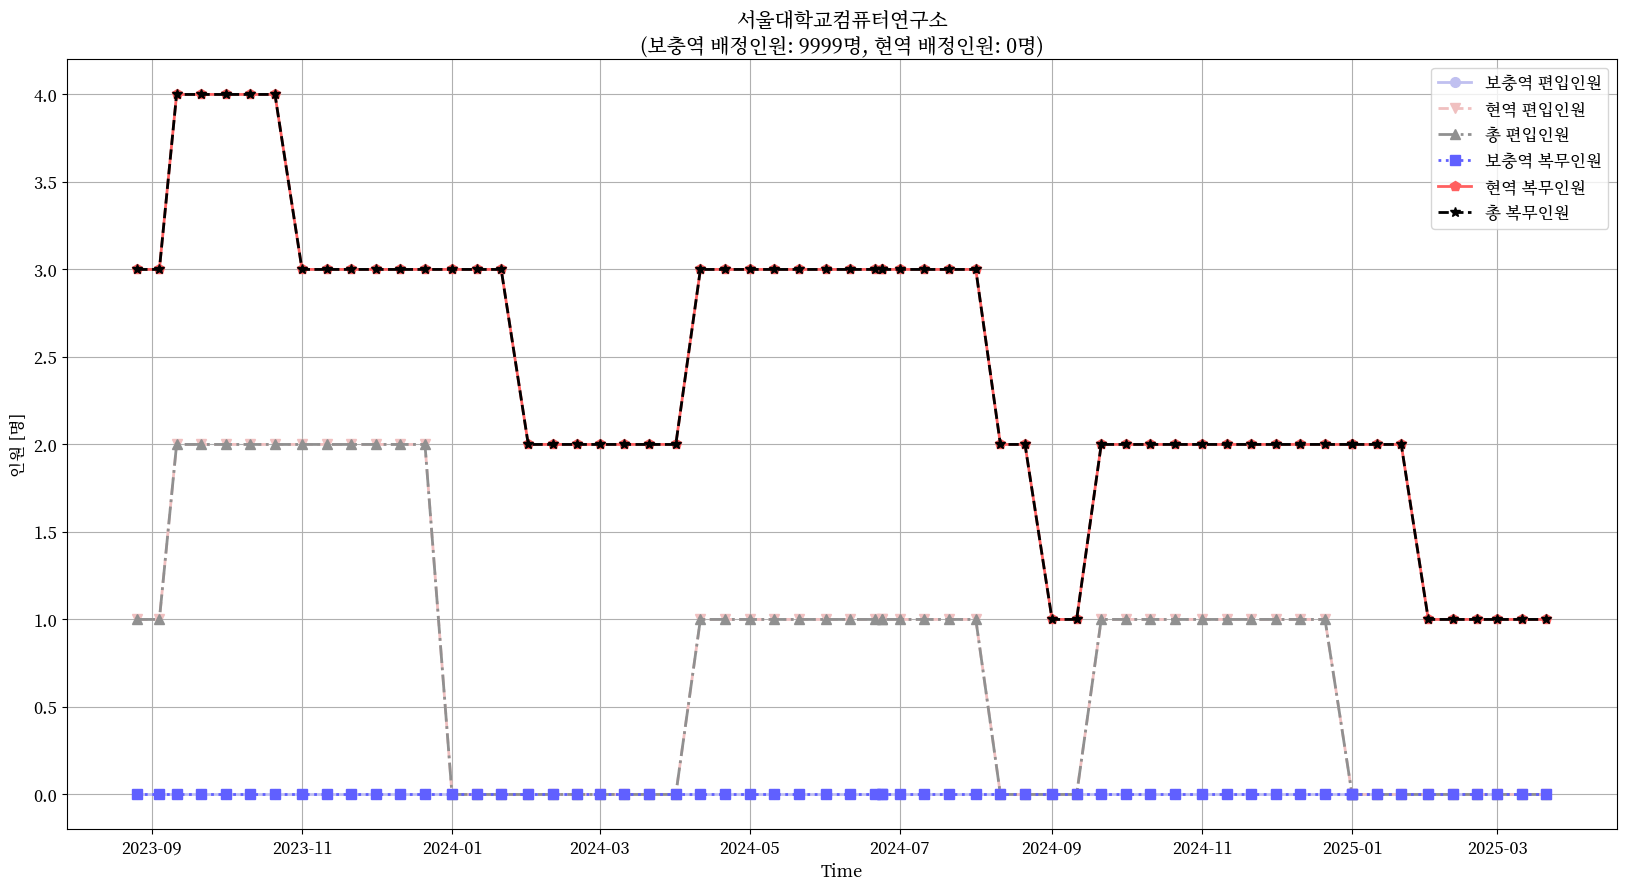 서울대학교컴퓨터연구소
(보충역 배정인원: 9999명, 현역 배정인원: 0명)
보충역 편입인원
현역 편입인원
총 편입인원
보충역 복무인원
현역 복무인원
총 복무인원
인원 [명]
4.0
3.5
3.0
2.5
2.0
1.5
1.0
0.5
0.0
2023-09 2023-11 2024-01 2024-03 2024-05 2024-07 2024-09 2024-11 2025-01 2025-03
Time